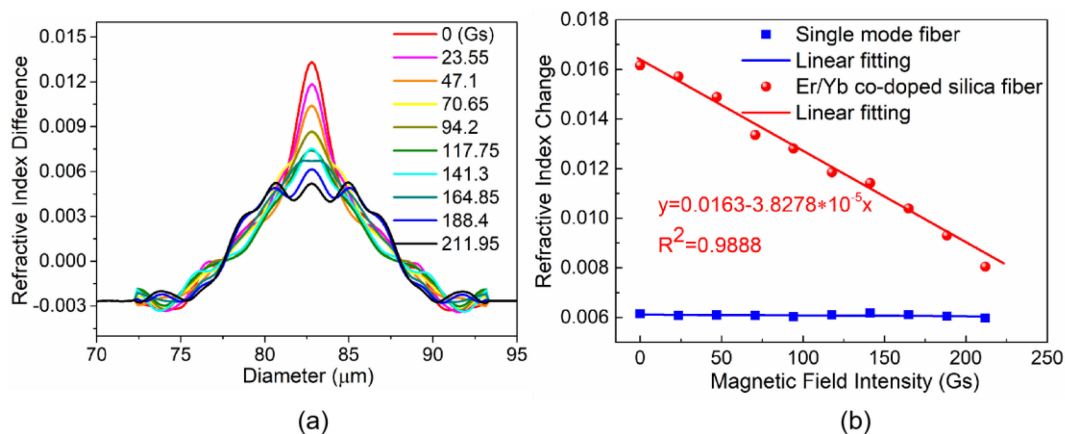 0.015
0.012
0.009
0.006
0.003
0.000
-0.003
Refractive Index Difference
0 (Gs)
23.55
47.1
70.65
94.2
117.75
141.3
164.85
188.4
211.95
70 75 80 85 90 95
Diameter (μm)
(a)
(b)
0.018
0.016
0.014
0.012
0.010
0.008
0.006
Refractive Index Change
Single mode fiber
Linear fitting
Er/Yb co-doped silica fiber
Linear fitting
y=0.0163-3.8278*10⁻⁵x
R²=0.9888
0 50 100 150 200 250
Magnetic Field Intensity (Gs)
(b)